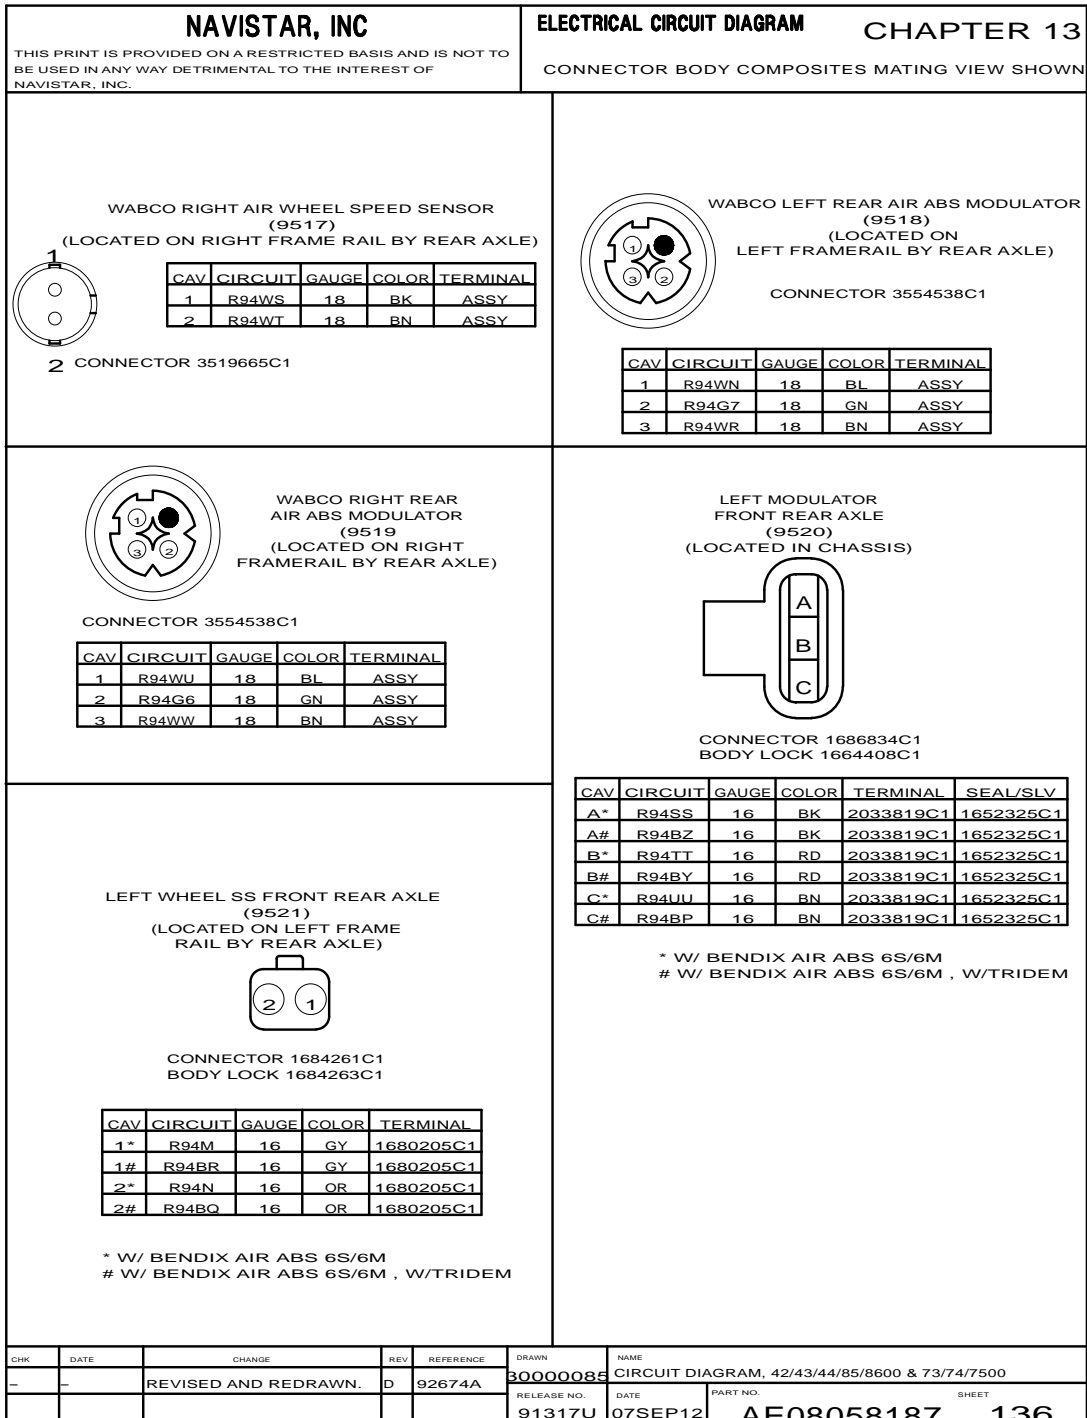 NAVISTAR, INC
THIS PRINT IS PROVIDED ON A RESTRICTED BASIS AND IS NOT TO
BE USED IN ANY WAY DETRIMENTAL TO THE INTEREST OF
NAVISTAR, INC.
ELECTRICAL CIRCUIT DIAGRAM
CHAPTER 13
CONNECTOR BODY COMPOSITES MATING VIEW SHOWN
WABCO RIGHT AIR WHEEL SPEED SENSOR
(9517)
(LOCATED ON RIGHT FRAME RAIL BY REAR AXLE)
1
2
CAV CIRCUIT GAUGE COLOR TERMINAL
1 R94WS 18 BK ASSY
2 R94WT 18 BN ASSY
CONNECTOR 3519665C1
WABCO LEFT REAR AIR ABS MODULATOR
(9518)
(LOCATED ON
LEFT FRAMERAIL BY REAR AXLE)
1
3 2
CONNECTOR 3554538C1
CAV CIRCUIT GAUGE COLOR TERMINAL
1 R94WN 18 BL ASSY
2 R94G7 18 GN ASSY
3 R94WR 18 BN ASSY
WABCO RIGHT REAR
AIR ABS MODULATOR
(9519
(LOCATED ON RIGHT
FRAMERAIL BY REAR AXLE)
1
3 2
CONNECTOR 3554538C1
CAV CIRCUIT GAUGE COLOR TERMINAL
1 R94WU 18 BL ASSY
2 R94G6 18 GN ASSY
3 R94WW 18 BN ASSY
LEFT MODULATOR
FRONT REAR AXLE
(9520)
(LOCATED IN CHASSIS)
A
B
C
CONNECTOR 1686834C1
BODY LOCK 1664408C1
CAV CIRCUIT GAUGE COLOR TERMINAL SEAL/SLV
A* R94SS 16 BK 2033819C1 1652325C1
A# R94BZ 16 BK 2033819C1 1652325C1
B* R94TT 16 RD 2033819C1 1652325C1
B# R94BY 16 RD 2033819C1 1652325C1
C* R94UU 16 BN 2033819C1 1652325C1
C# R94BP 16 BN 2033819C1 1652325C1
* W/ BENDIX AIR ABS 6S/6M
# W/ BENDIX AIR ABS 6S/6M , W/TRIDEM
LEFT WHEEL SS FRONT REAR AXLE
(9521)
(LOCATED ON LEFT FRAME
RAIL BY REAR AXLE)
2 1
CONNECTOR 1684261C1
BODY LOCK 1684263C1
CAV CIRCUIT GAUGE COLOR TERMINAL
1* R94M 16 GY 1680205C1
1# R94BR 16 GY 1680205C1
2* R94N 16 OR 1680205C1
2# R94BQ 16 OR 1680205C1
* W/ BENDIX AIR ABS 6S/6M
# W/ BENDIX AIR ABS 6S/6M , W/TRIDEM
CHK DATE CHANGE REV REFERENCE DRAWN NAME
– – REVISED AND REDRAWN. D 92674A 30000085 CIRCUIT DIAGRAM, 42/43/44/85/8600 & 73/74/7500
RELEASE NO. DATE PART NO. SHEET
91317U 07SEP12 AE08058187 136